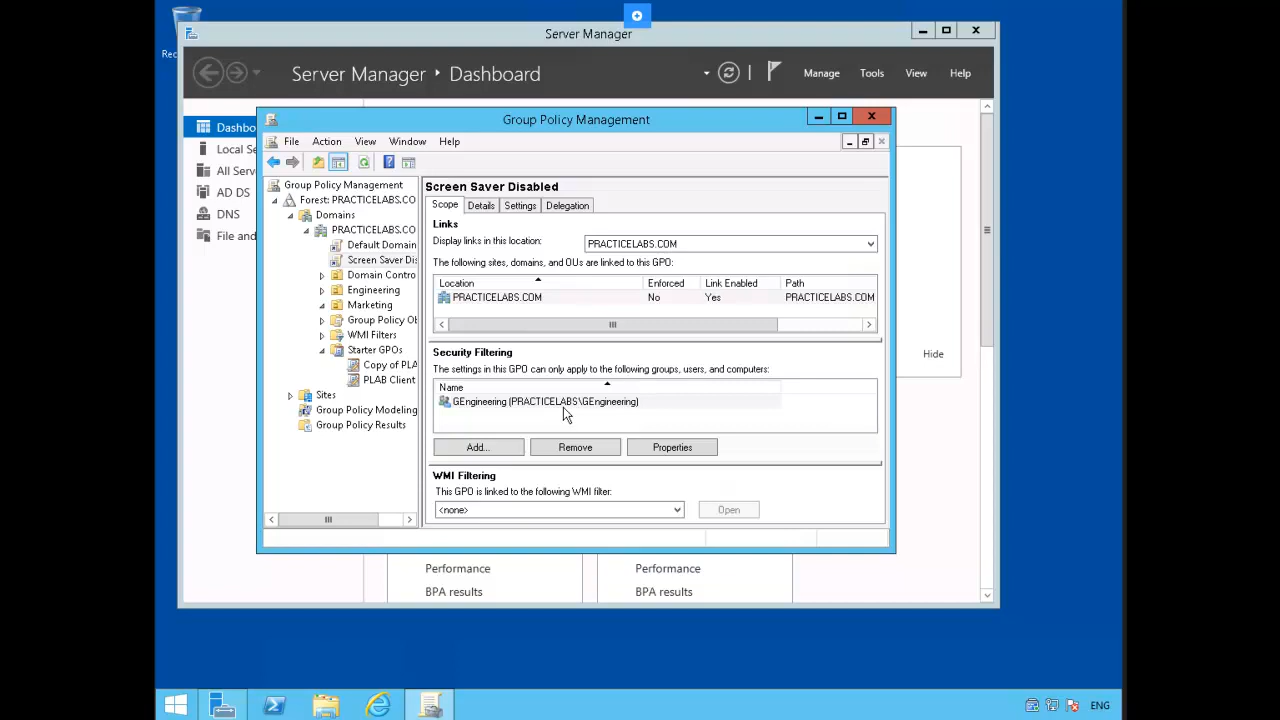 Rec
Server Manager
Server Manager ‣ Dashboard
Manage Tools View Help
Dashbo
Local Se
All Serv
AD DS
DNS
File and
Group Policy Management
File Action View Window Help
Group Policy Management
Forest: PRACTICELABS.CO
Domains
PRACTICELABS.CO
Default Domain
Screen Saver Dis
Domain Contro
Engineering
Marketing
Group Policy Ob
WMI Filters
Starter GPOs
Copy of PLA
PLAB Client
Sites
Group Policy Modeling
Group Policy Results
Screen Saver Disabled
Scope Details Settings Delegation
Links
Display links in this location: PRACTICELABS.COM
The following sites, domains, and OUs are linked to this GPO:
Location Enforced Link Enabled Path
PRACTICELABS.COM No Yes PRACTICELABS.COM
Security Filtering
The settings in this GPO can only apply to the following groups, users, and computers:
Name
GEngineering (PRACTICELABS\GEngineering)
Add... Remove Properties
WMI Filtering
This GPO is linked to the following WMI filter:
<none> Open
Hide
Performance
BPA results
Performance
BPA results
ENG